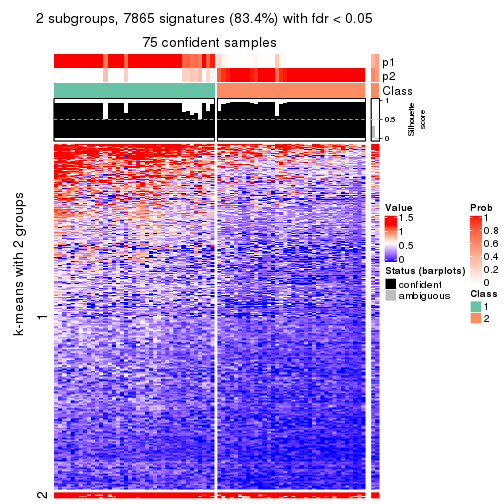 2 subgroups, 7865 signatures (83.4%) with fdr < 0.05
75 confident samples
p1
p2
Class
1
0.5
0
Silhouette
score
k-means with 2 groups
1
2
Value
1.5
1
0.5
0
Status (barplots)
confident
ambiguous
Prob
1
0.8
0.6
0.4
0.2
0
Class
1
2